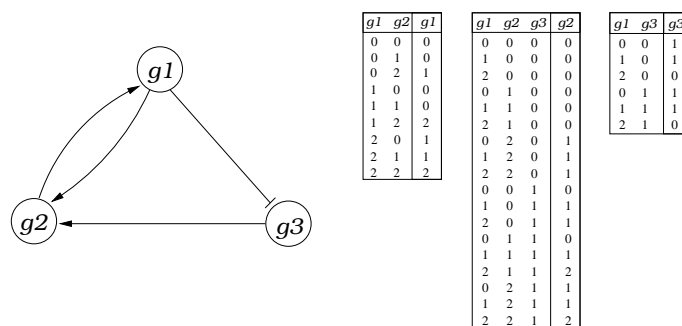 g1
g2
g3
g1 g2 g1
0 0 0
0 1 0
0 2 1
1 0 0
1 1 0
1 2 2
2 0 1
2 1 1
2 2 2
g1 g2 g3 g2
0 0 0 0
1 0 0 0
2 0 0 0
0 1 0 0
1 1 0 0
2 1 0 0
0 2 0 1
1 2 0 1
2 2 0 1
0 0 1 0
1 0 1 1
2 0 1 1
0 1 1 0
1 1 1 1
2 1 1 2
0 2 1 1
1 2 1 1
2 2 1 2
g1 g3 g3
0 0 1
1 0 1
2 0 0
0 1 1
1 1 1
2 1 0